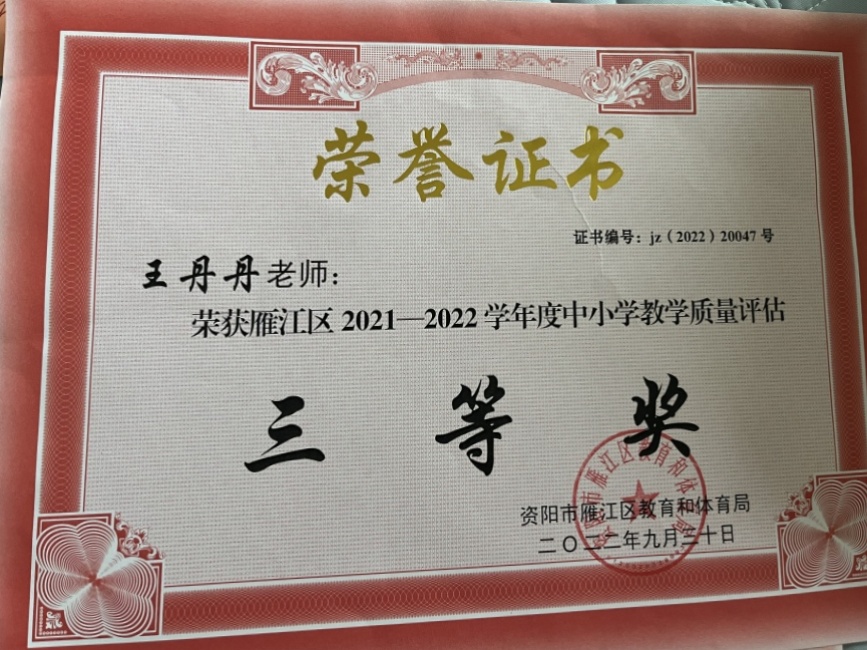 荣誉证书
证书编号：jz（2022）20047号
王丹丹老师：
荣获雁江区2021—2022学年度中小学教学质量评估
三等奖
资阳市雁江区教育和体育局
二〇二二年九月三十日